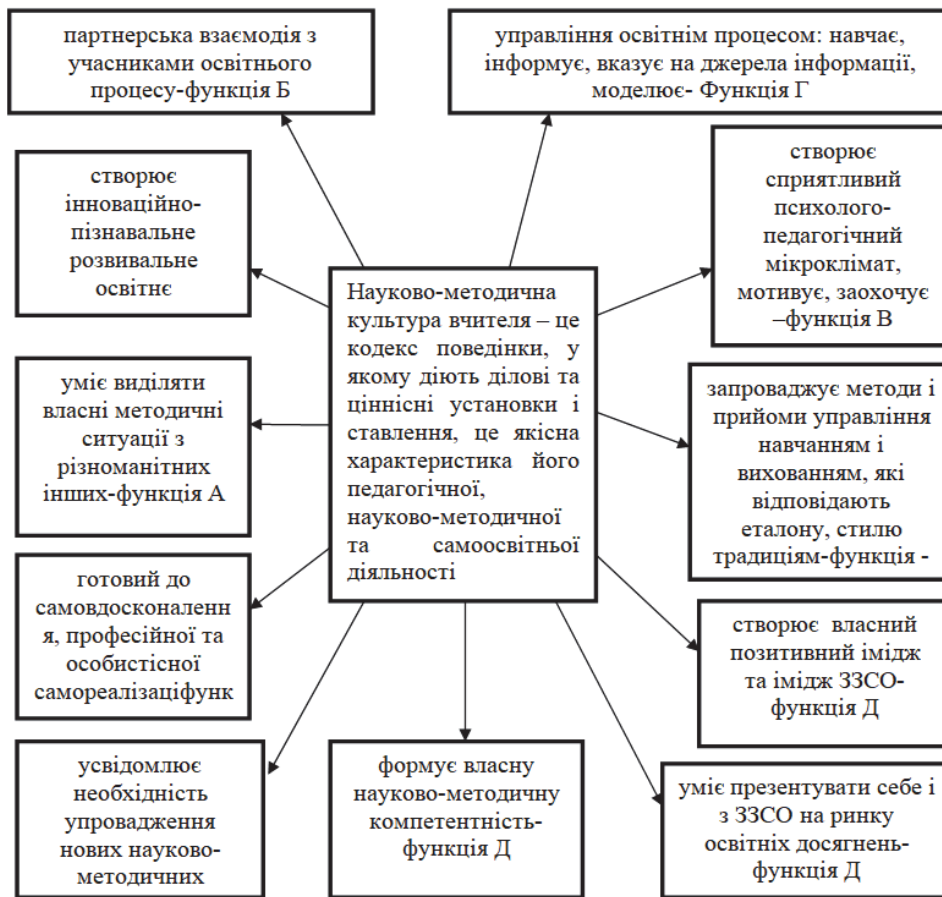 партнерська взаємодія з
учасниками освітнього
процесу-функція Б
управління освітнім процесом: навчає,
інформує, вказує на джерела інформації,
моделює- Функція Г
створює
інноваційно-
пізнавальне
розвивальне
освітнє
створює
сприятливий
психолого-
педагогічний
мікроклімат,
мотивує, заохочує
–функція В
Науково-методична
культура вчителя – це
кодекс поведінки, у
якому діють ділові та
ціннісні установки і
ставлення, це якісна
характеристика його
педагогічної,
науково-методичної
та самоосвітньої
діяльності
уміє виділяти
власні методичні
ситуації з
різноманітних
інших-функція А
запроваджує методи і
прийоми управління
навчанням і
вихованням, які
відповідають
еталону, стилю
традиціям-функція -
готовий до
самовдосконаленн
я, професійної та
особистісної
самореалізаціфунк
створює власний
позитивний імідж
та імідж ЗЗСО-
функція Д
усвідомлює
необхідність
упровадження
нових науково-
методичних
формує власну
науково-методичну
компетентність-
функція Д
уміє презентувати себе і
з ЗЗСО на ринку
освітніх досягнень-
функція Д